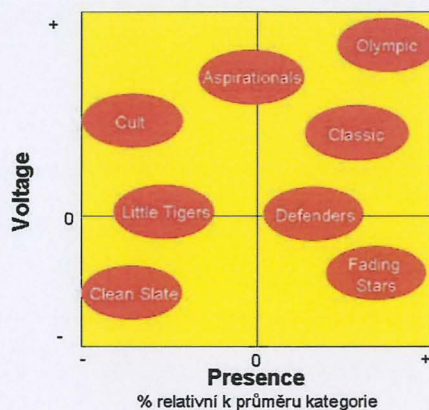 +
Olympic
Aspirationals
Cult
Classic
Voltage
0
Little Tigers
Defenders
Fading
Stars
Clean Slate
-
-
0
+
Presence
% relativní k průměru kategorie